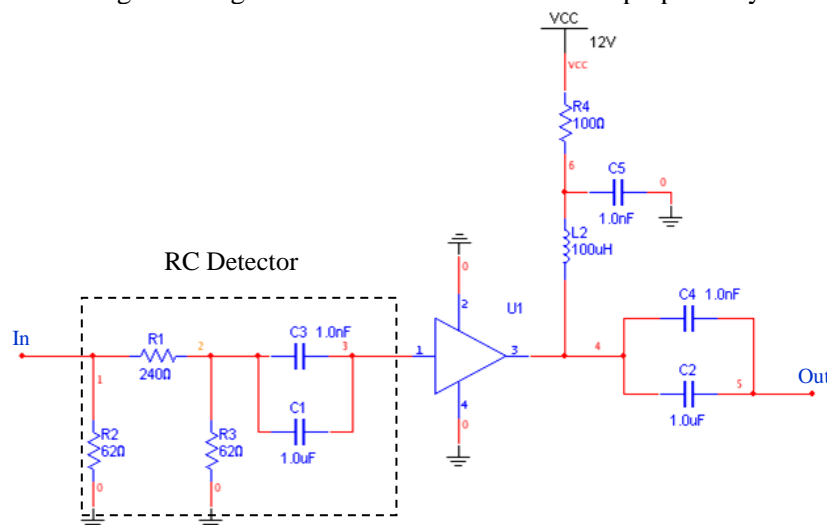 VCC
12V
VCC
R4
100Ω
6
C5
0
1.0nF
L2
100uH
RC Detector
0
2
U1
C4 1.0nF
In
R1
2
C3 1.0nF
3
1
3
4
240Ω
1
C1
4
C2
5
Out
R2
62Ω
R3
62Ω
1.0uF
0
1.0uF
0
0